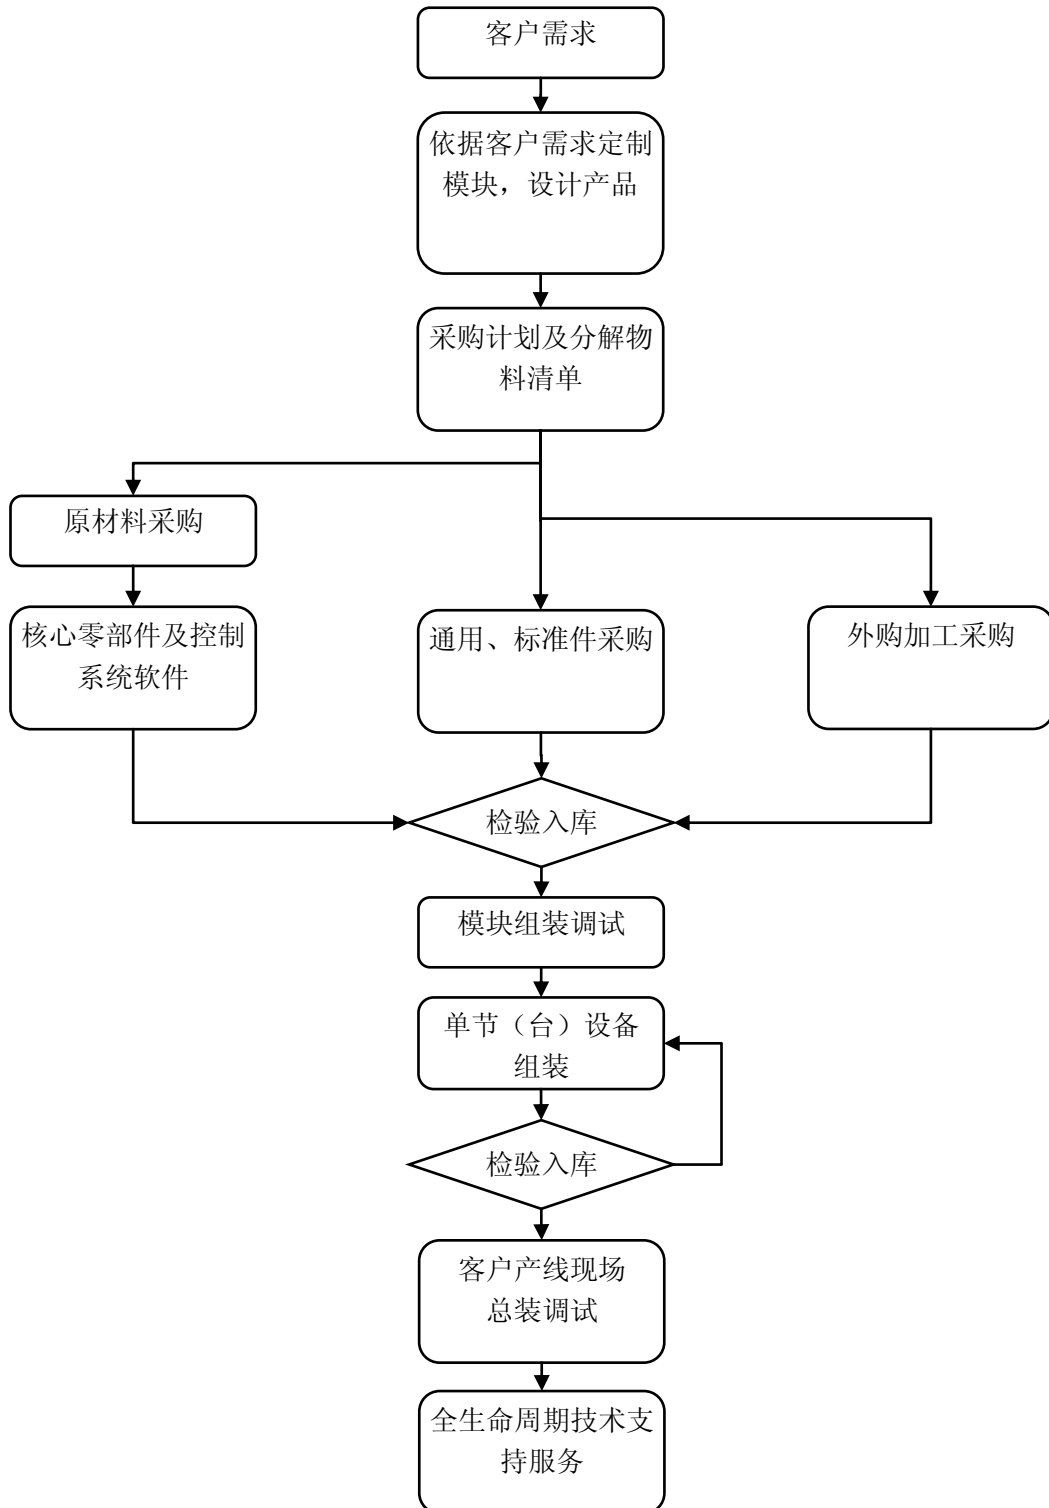 客户需求
依据客户需求定制
模块，设计产品
采购计划及分解物
料清单
原材料采购
核心零部件及控制
系统软件
通用、标准件采购
外购加工采购
检验入库
模块组装调试
单节（台）设备
组装
检验入库
客户产线现场
总装调试
全生命周期技术支
持服务